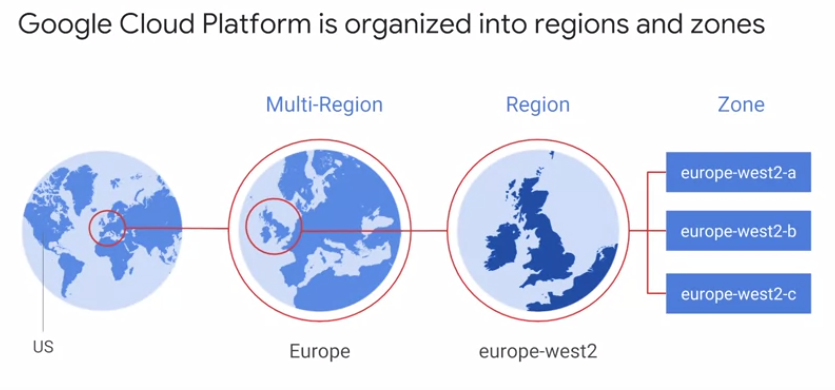 Google Cloud Platform is organized into regions and zones
Multi-Region
Region
Zone
europe-west2-a
europe-west2-b
europe-west2-c
US
Europe
europe-west2